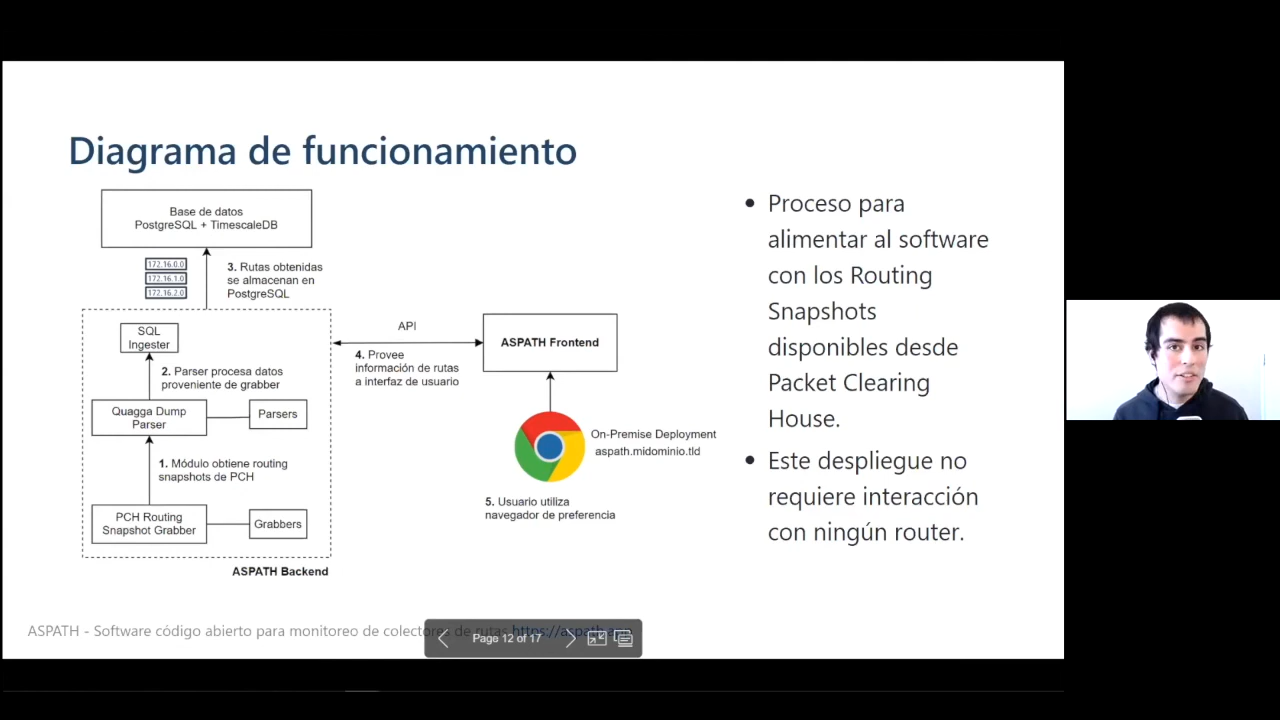 Diagrama de funcionamiento
Base de datos
PostgreSQL + TimescaleDB
172.16.0.0
172.16.1.0
172.16.2.0
3. Rutas obtenidas
se almacenan en
PostgreSQL
SQL
Ingester
2. Parser procesa datos
proveniente de grabber
Quagga Dump
Parser
Parsers
1. Módulo obtiene routing
snapshots de PCH
PCH Routing
Snapshot Grabber
Grabbers
ASPATH Backend
API
4. Provee
información de rutas
a interfaz de usuario
ASPATH Frontend
On-Premise Deployment
aspath.midominio.tld
5. Usuario utiliza
navegador de preferencia
• Proceso para
alimentar al software
con los Routing
Snapshots
disponibles desde
Packet Clearing
House.
• Este despliegue no
requiere interacción
con ningún router.
ASPATH - Software código abierto para monitoreo de colectores de rutas https://aspath.app
Page 12 of 17